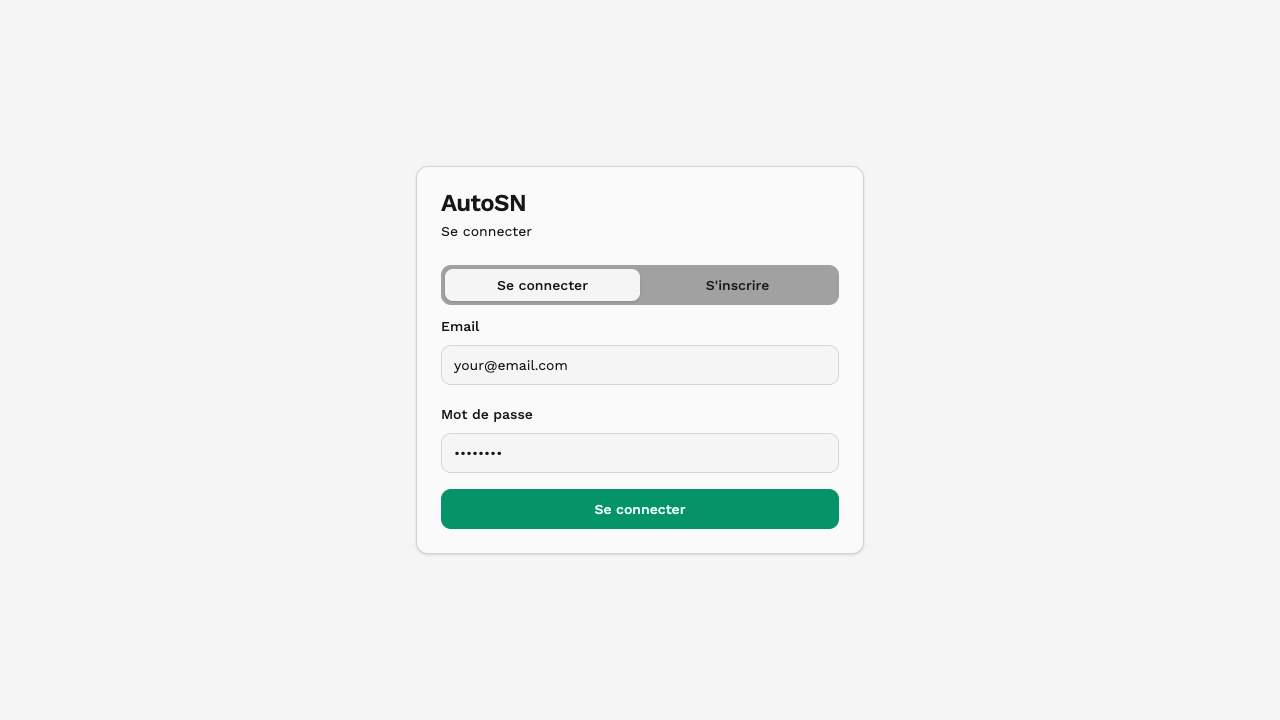 AutoSN
Se connecter
Se connecter
S'inscrire
Email
your@email.com
Mot de passe
••••••••
Se connecter